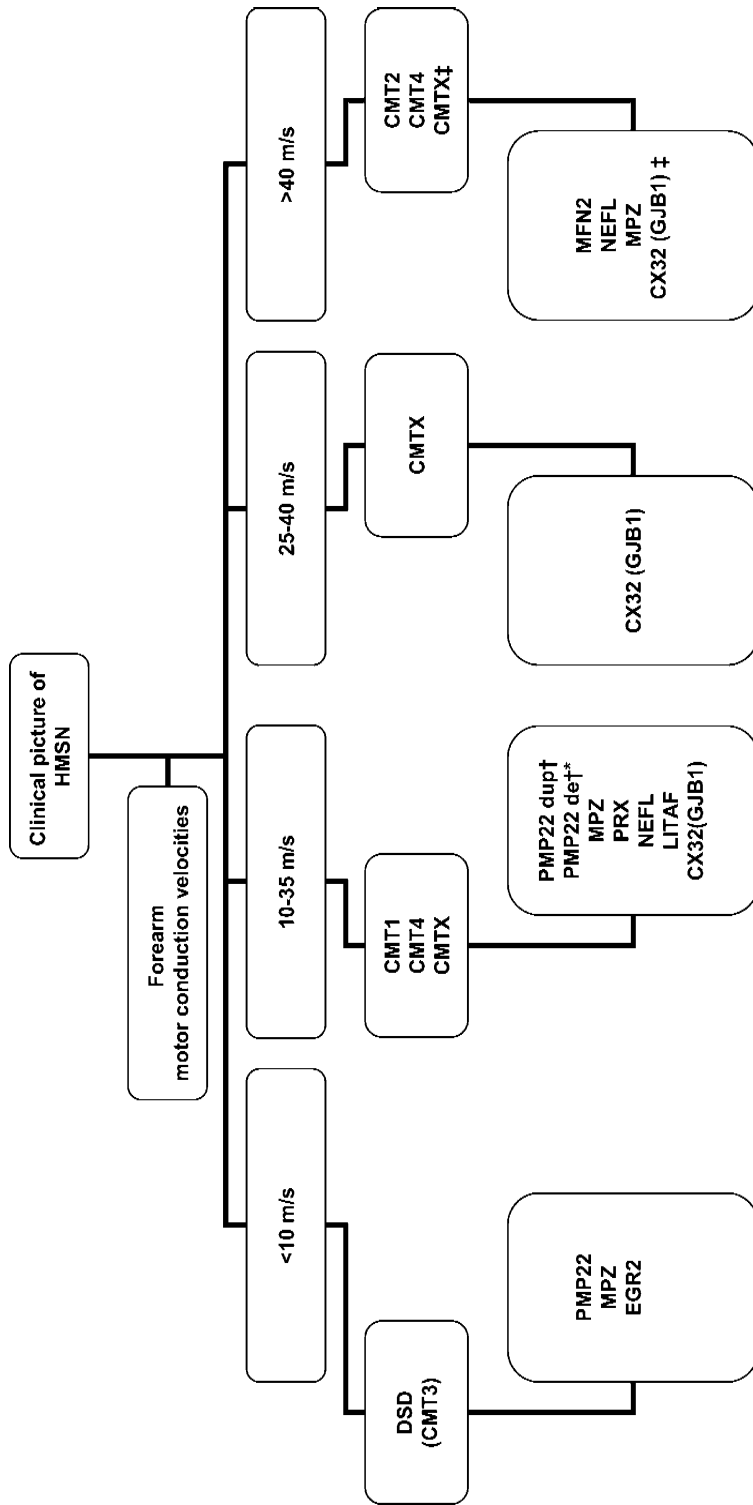 Clinical picture of
HMSN
Forearm
motor conduction velocities
<10 m/s
10-35 m/s
25-40 m/s
>40 m/s
DSD
(CMT3)
CMT1
CMT4
CMTX
CMTX
CMT2
CMT4
CMTX‡
PMP22
MPZ
EGR2
PMP22 dup†
PMP22 de†*
MPZ
PRX
NEFL
LITAF
CX32(GJB1)
CX32 (GJB1)
MFN2
NEFL
MPZ
CX32 (GJB1) ‡